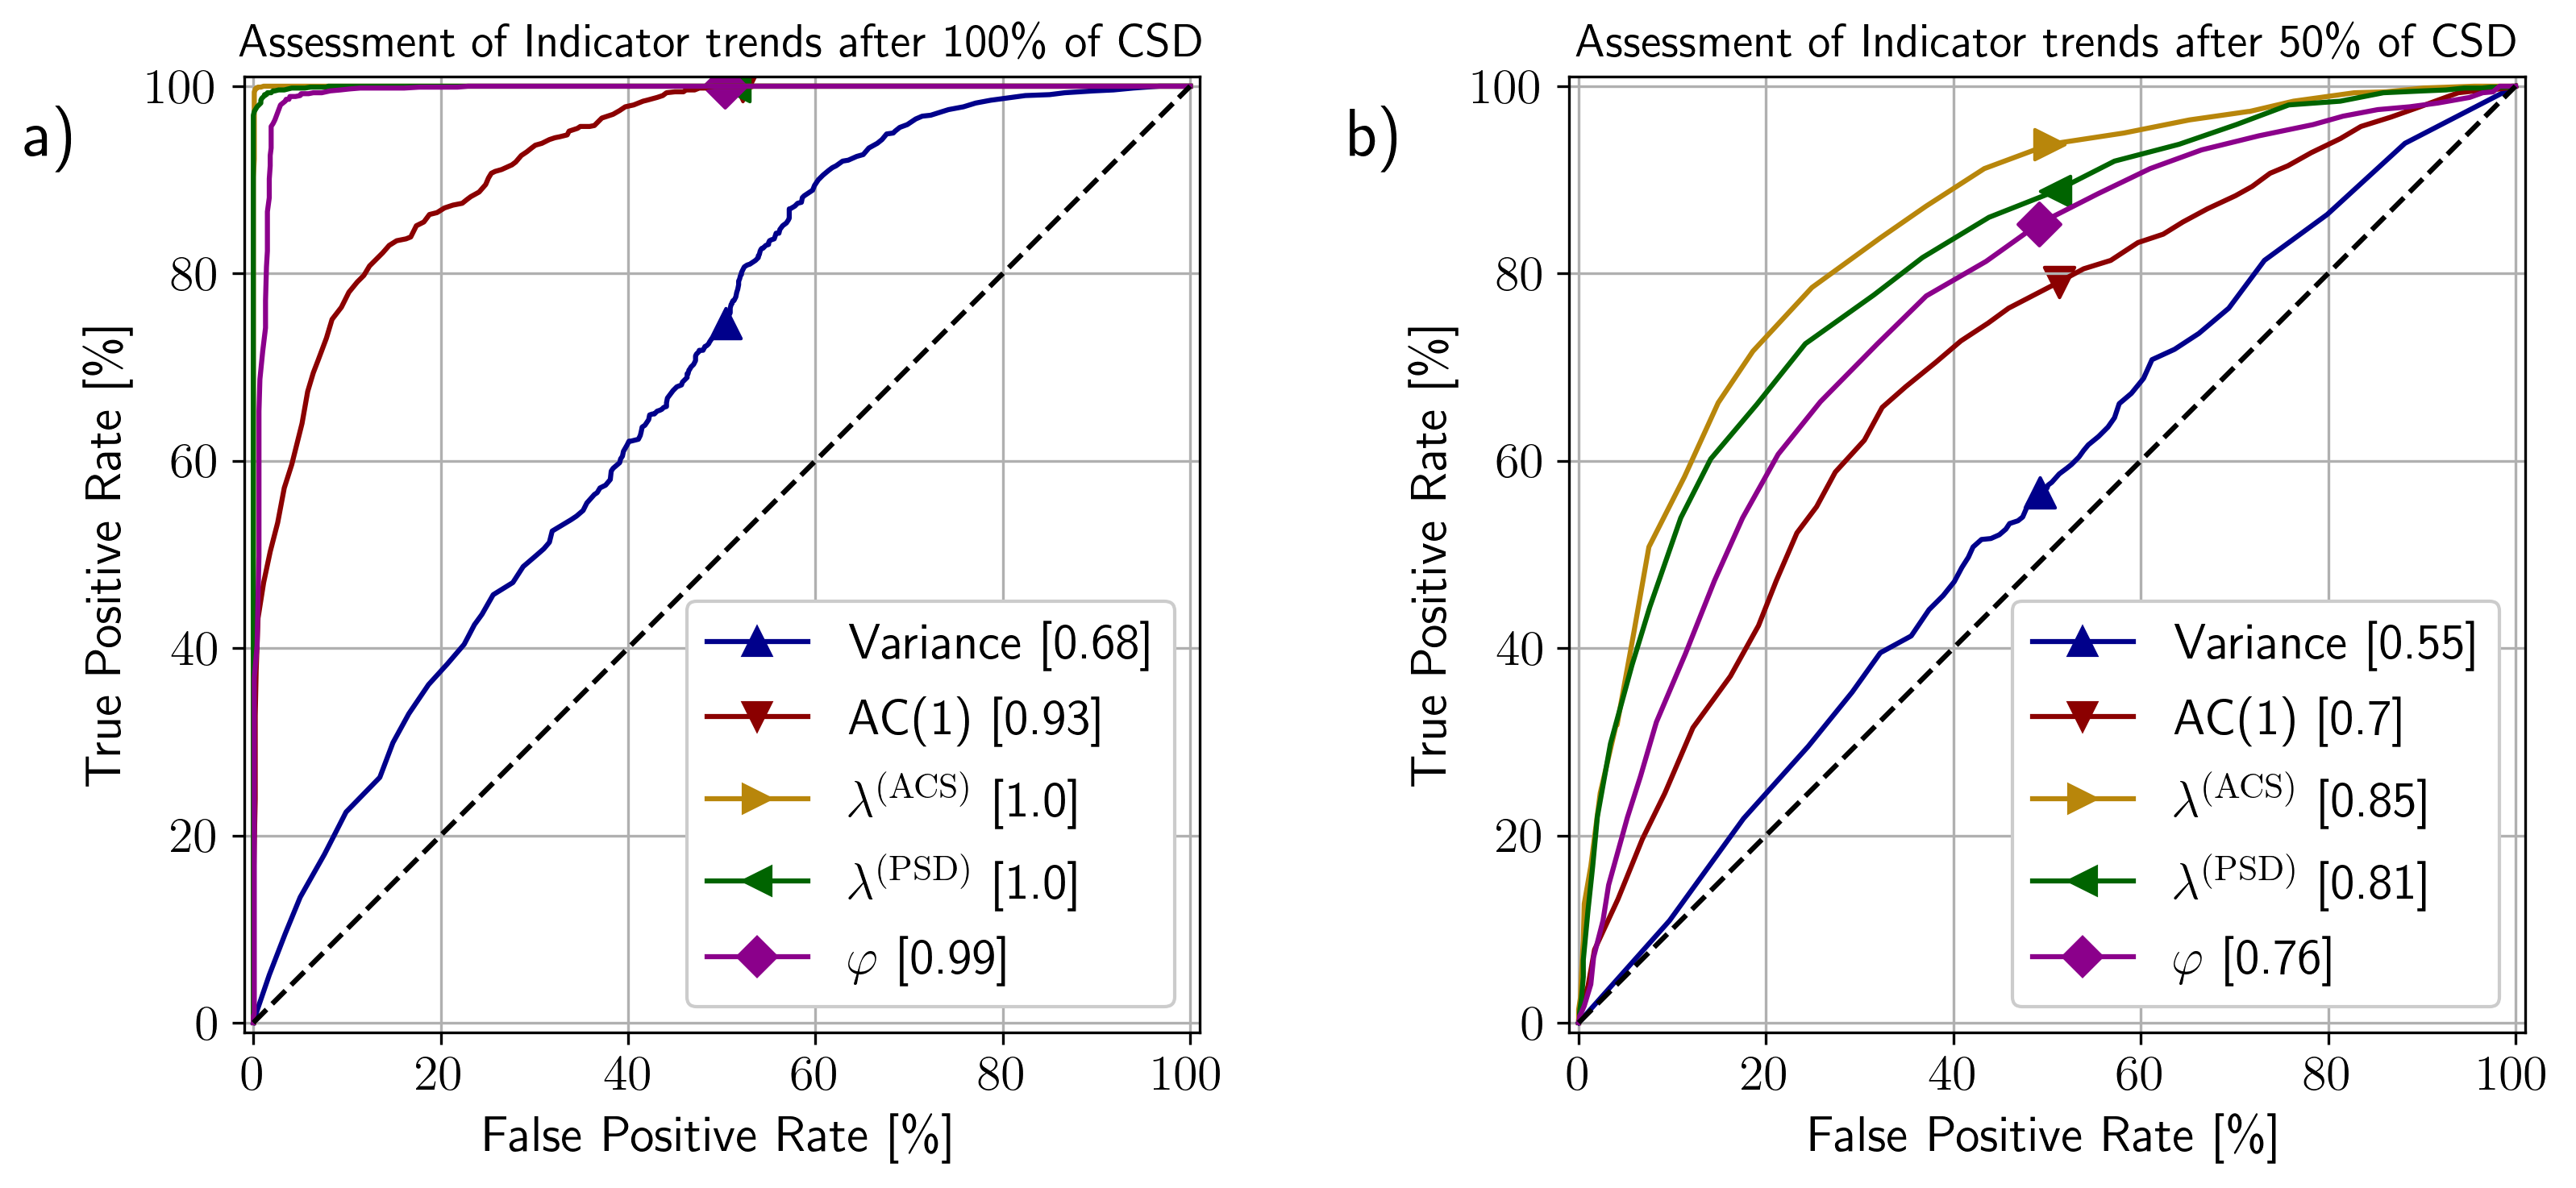 Assessment of Indicator trends after 100% of CSD
a)
True Positive Rate [%]
100
80
60
40
20
0
0 20 40 60 80 100
False Positive Rate [%]
Variance [0.68]
AC(1) [0.93]
λ(ACS) [1.0]
λ(PSD) [1.0]
φ [0.99]
Assessment of Indicator trends after 50% of CSD
b)
True Positive Rate [%]
100
80
60
40
20
0
0 20 40 60 80 100
False Positive Rate [%]
Variance [0.55]
AC(1) [0.7]
λ(ACS) [0.85]
λ(PSD) [0.81]
φ [0.76]